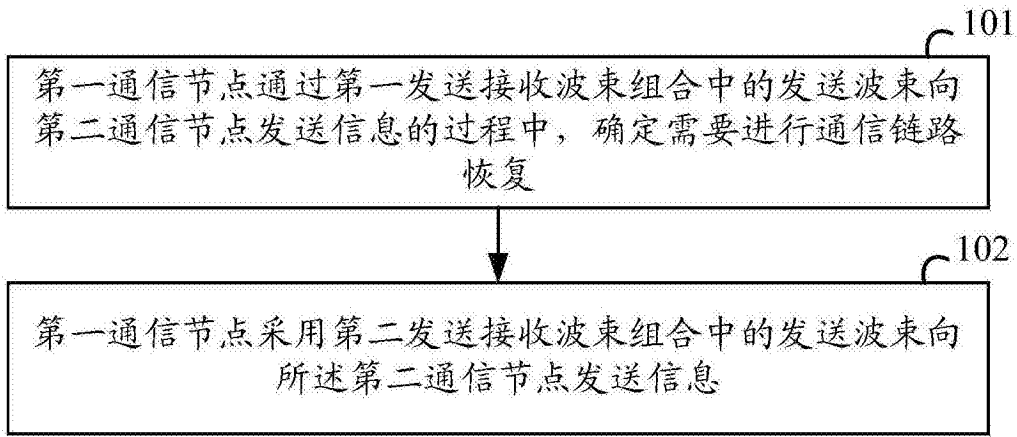 101
第一通信节点通过第一发送接收波束组合中的发送波束向
第二通信节点发送信息的过程中，确定需要进行通信链路
恢复
102
第一通信节点采用第二发送接收波束组合中的发送波束向
所述第二通信节点发送信息